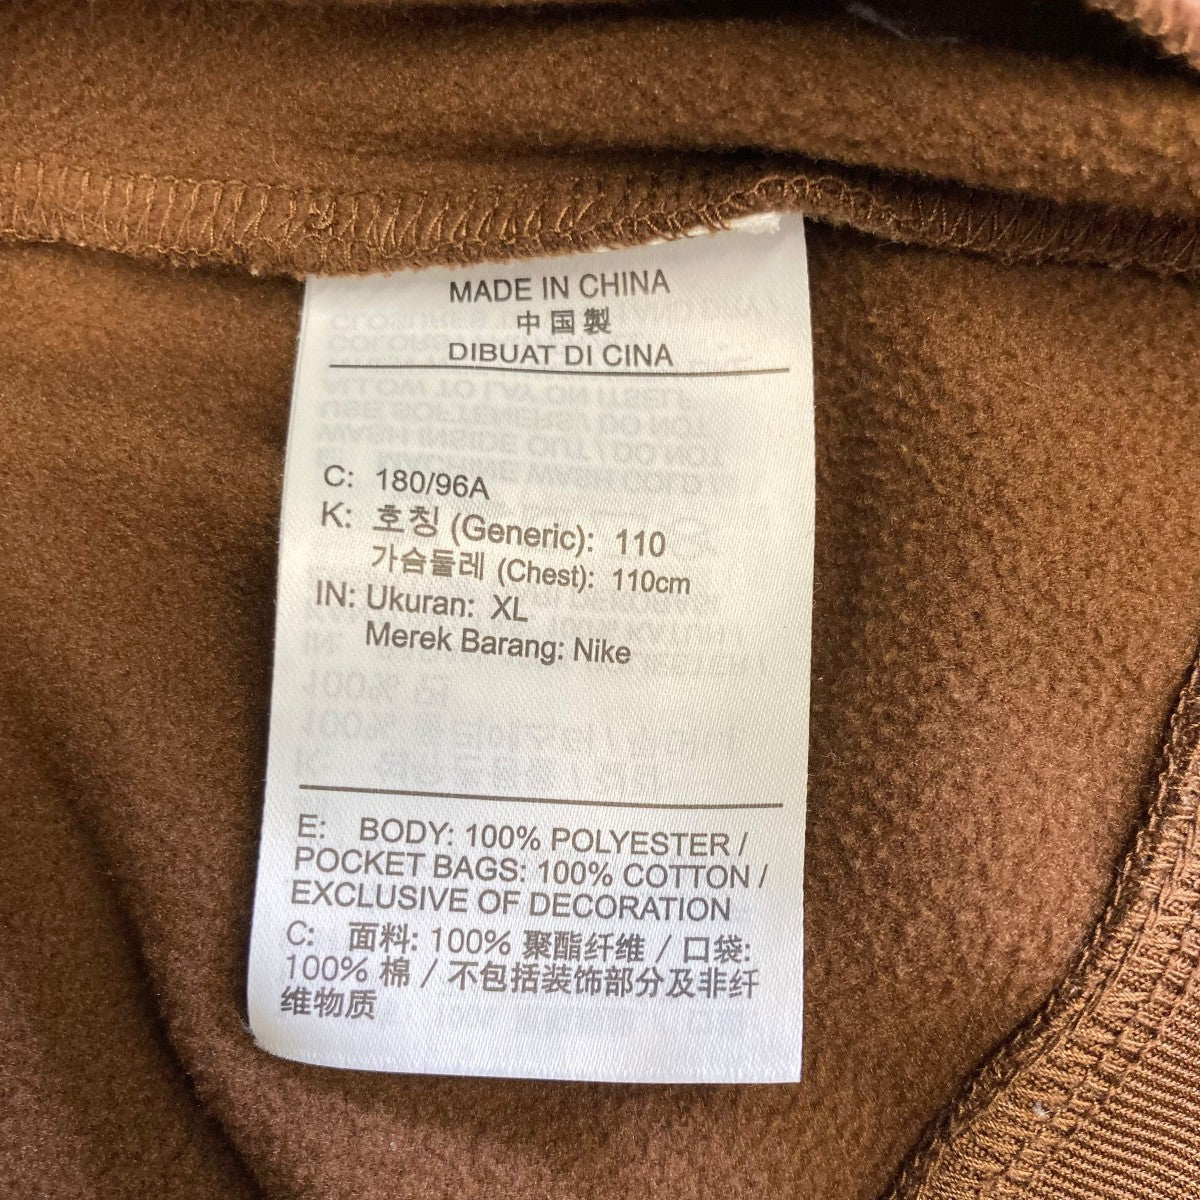 MADE IN CHINA
中国製
DIBUAT DI CINA
C: 180/96A
K: 호칭 (Generic): 110
가슴둘레 (Chest): 110cm
IN: Ukuran: XL
Merek Barang: Nike
E: BODY: 100% POLYESTER /
POCKET BAGS: 100% COTTON /
EXCLUSIVE OF DECORATION
C: 面料: 100% 聚酯纤维 / 口袋:
100% 棉 / 不包括装饰部分及非纤
维物质